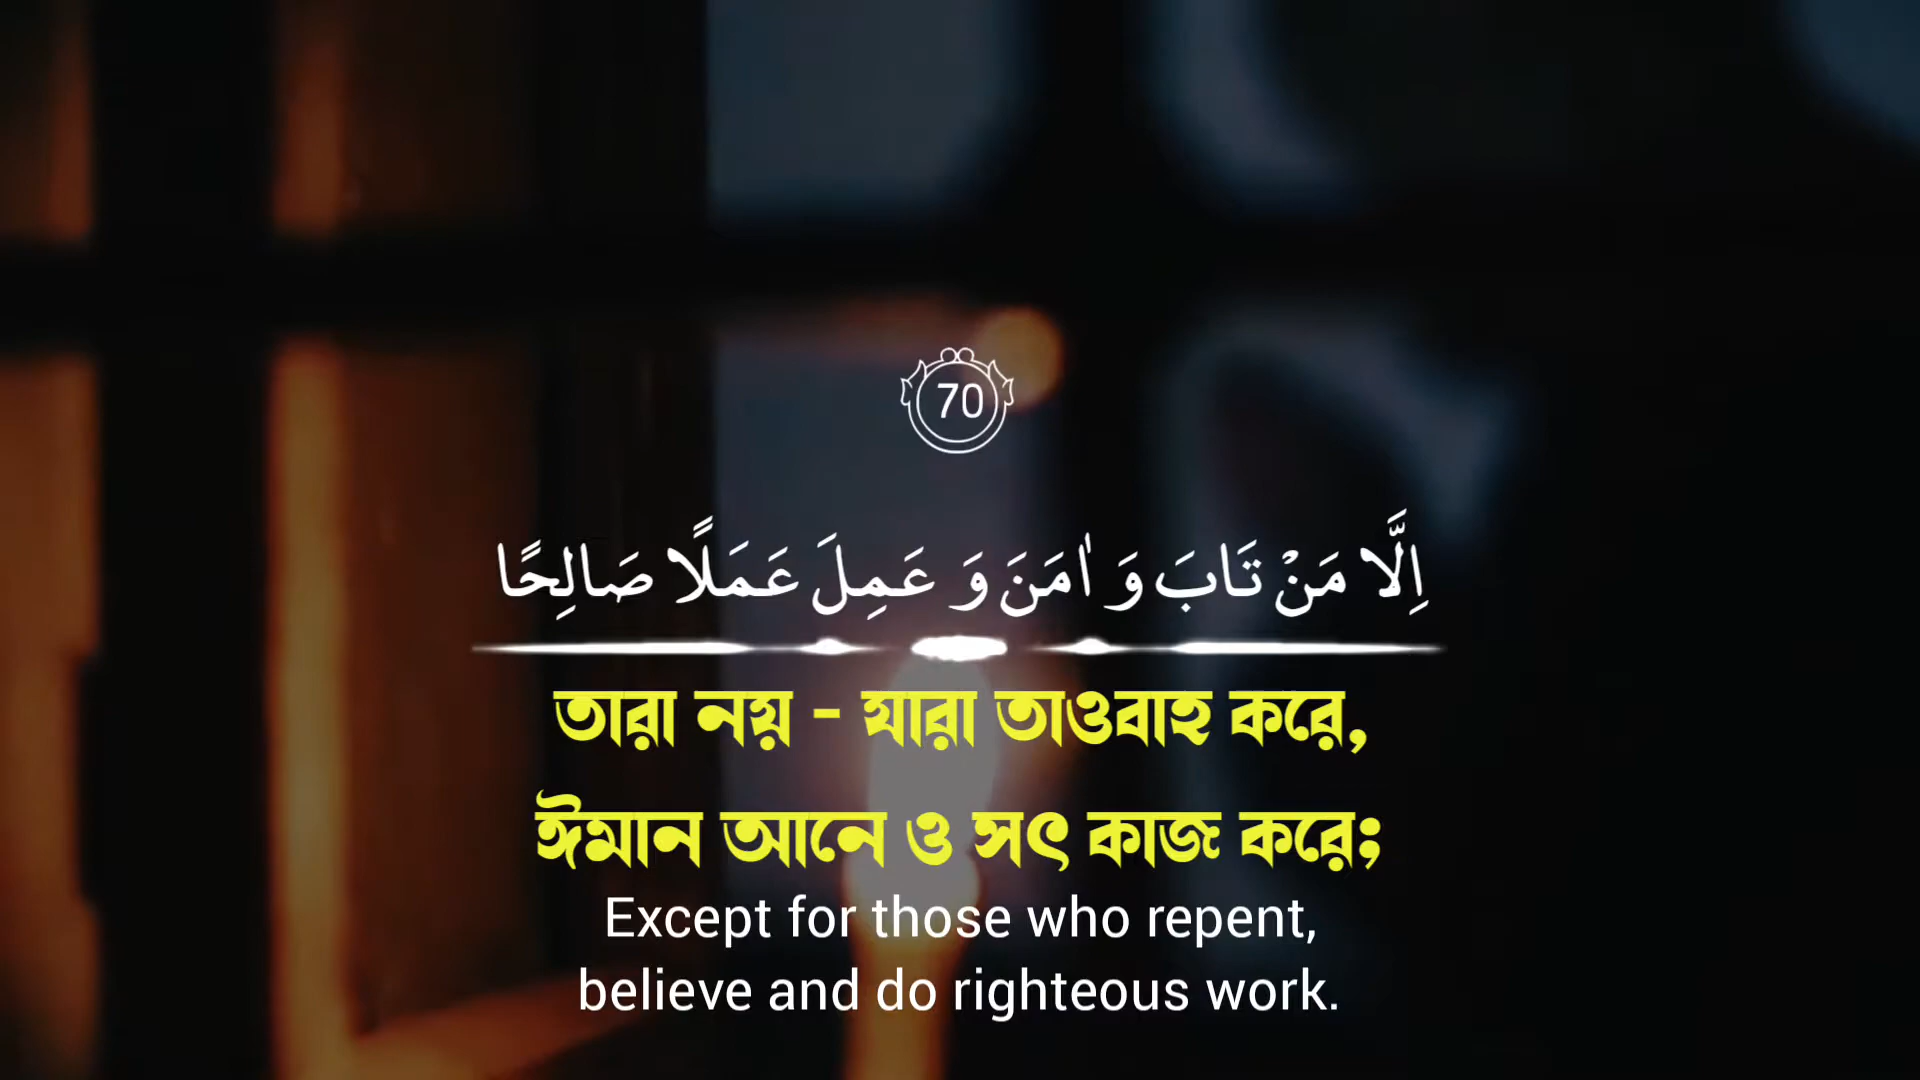 70
اِلَّا مَنْ تَابَ وَ اٰمَنَ وَ عَمِلَ عَمَلًا صَالِحًا
তারা নয় - যারা তাওবাহ করে,
ঈমান আনে ও সৎ কাজ করে;
Except for those who repent,
believe and do righteous work.